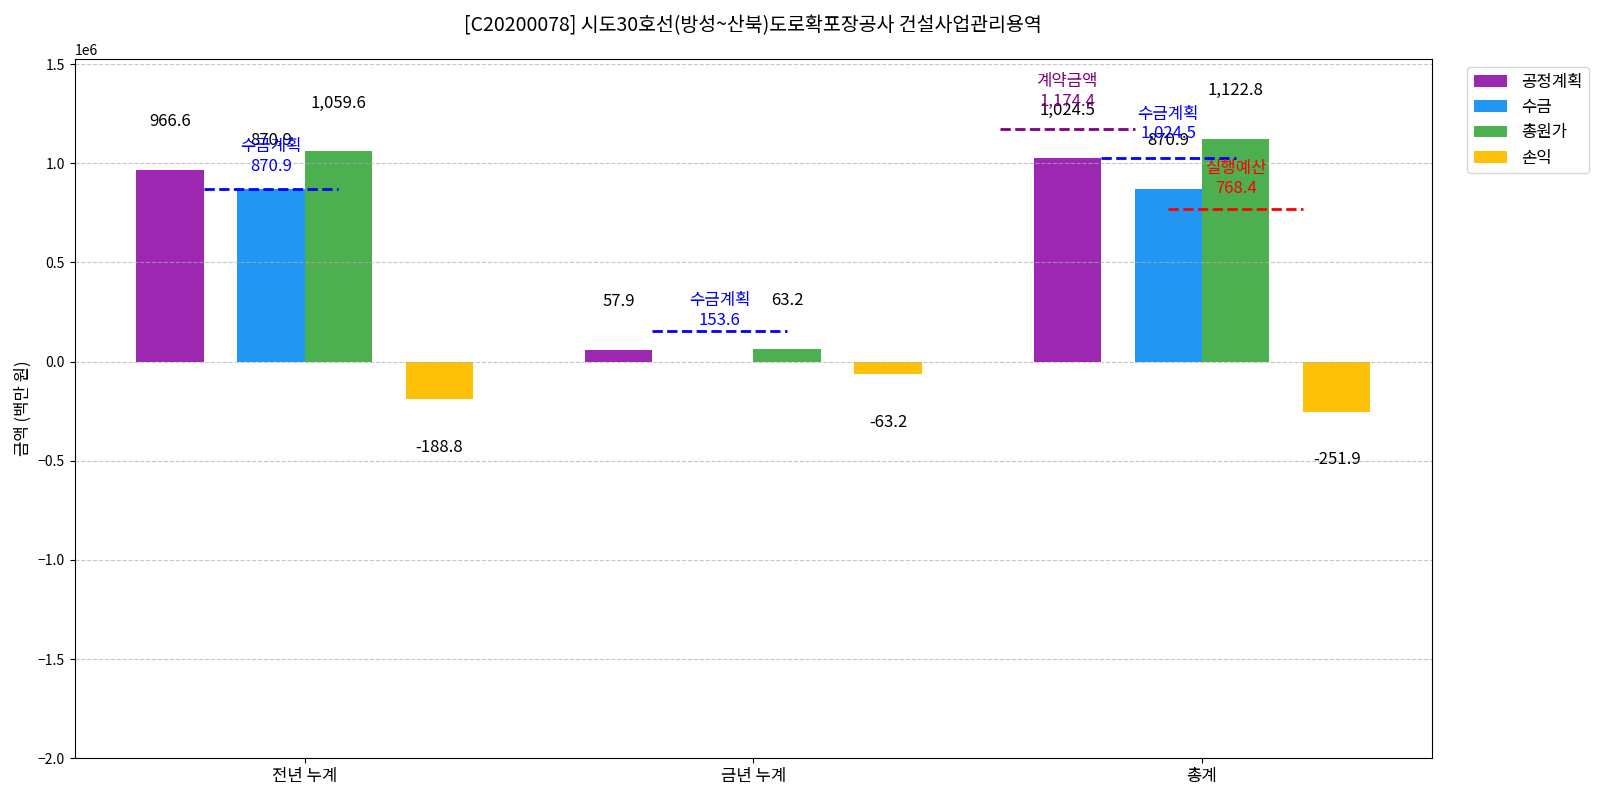 [C20200078] 시도30호선(방성~산북)도로확포장공사 건설사업관리용역
1e6
1.5
1.0
0.5
0.0
−0.5
−1.0
−1.5
−2.0
금액 (백만 원)
966.6
870.9
1,059.6
수금계획
870.9
-188.8
57.9
수금계획
153.6
63.2
-63.2
계약금액
1,174.4
1,024.5
수금계획
1,024.5
870.9
1,122.8
실행예산
768.4
-251.9
전년 누계
금년 누계
총계
공정계획
수금
총원가
손익